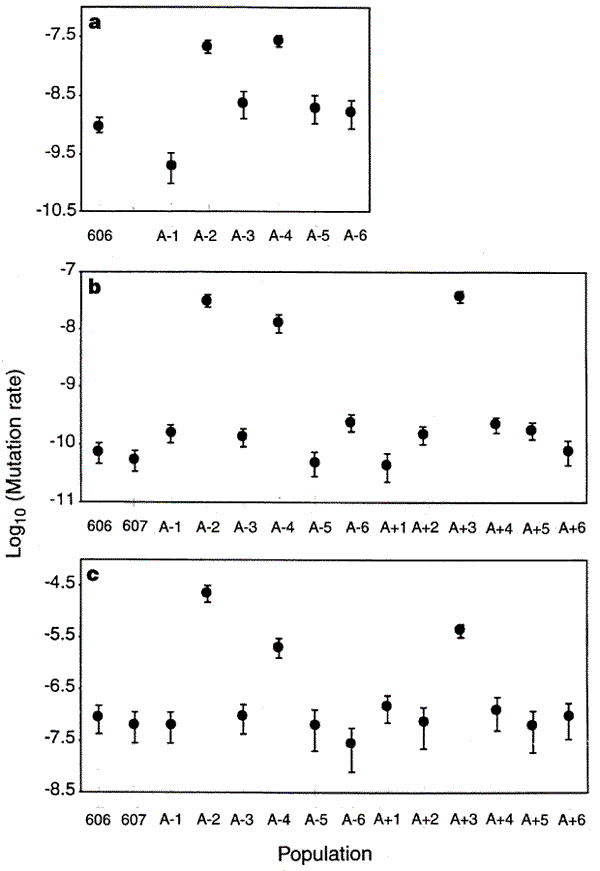 a
-7.5
-8.5
-9.5
-10.5
606 A-1 A-2 A-3 A-4 A-5 A-6
b
-7
-8
-9
-10
-11
606 607 A-1 A-2 A-3 A-4 A-5 A-6 A+1 A+2 A+3 A+4 A+5 A+6
Log10 (Mutation rate)
c
-4.5
-5.5
-6.5
-7.5
-8.5
606 607 A-1 A-2 A-3 A-4 A-5 A-6 A+1 A+2 A+3 A+4 A+5 A+6
Population